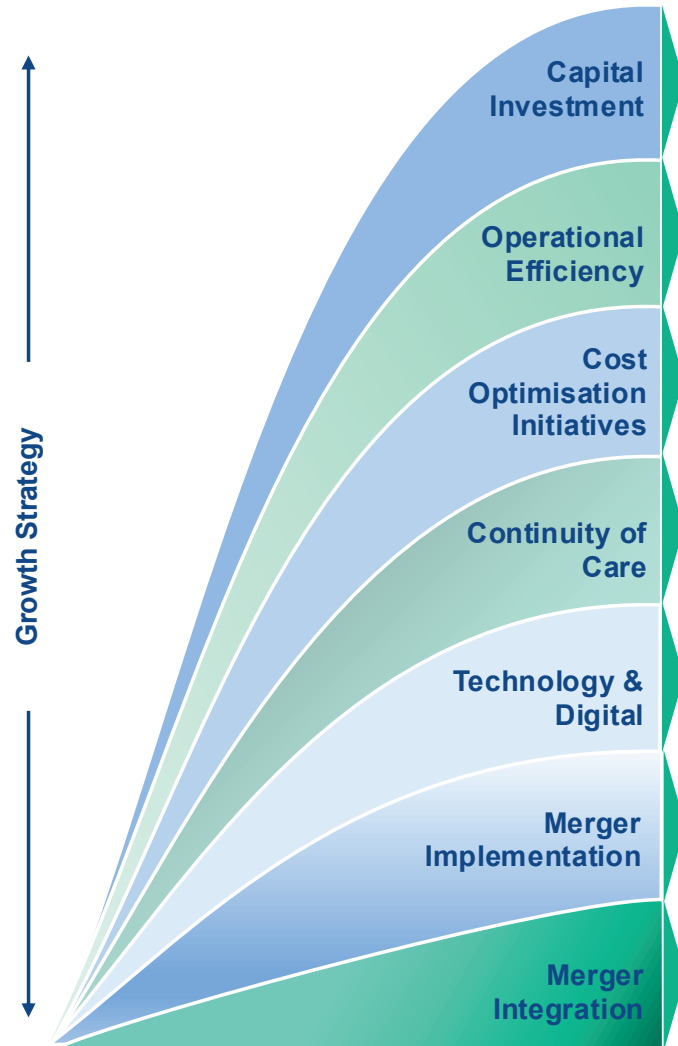 Growth Strategy
Capital
Investment
Operational
Efficiency
Cost
Optimisation
Initiatives
Continuity of
Care
Technology &
Digital
Merger
Implementation
Merger
Integration